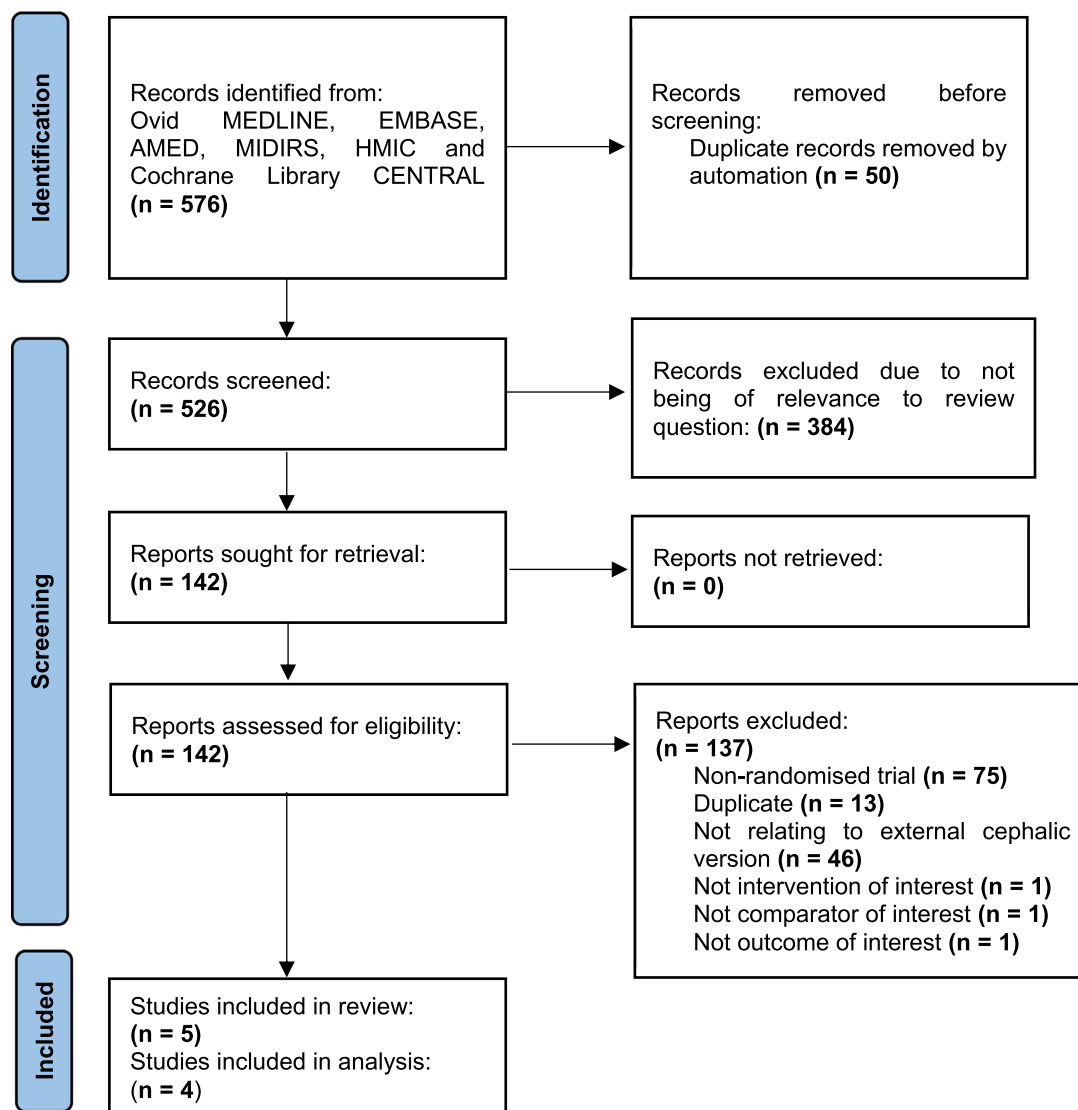 Identification
Records identified from:
Ovid MEDLINE, EMBASE,
AMED, MIDIRS, HMIC and
Cochrane Library CENTRAL
(n = 576)
Records removed before
screening:
Duplicate records removed by
automation (n = 50)
Screening
Records screened:
(n = 526)
Records excluded due to not
being of relevance to review
question: (n = 384)
Reports sought for retrieval:
(n = 142)
Reports not retrieved:
(n = 0)
Reports assessed for eligibility:
(n = 142)
Reports excluded:
(n = 137)
Non-randomised trial (n = 75)
Duplicate (n = 13)
Not relating to external cephalic
version (n = 46)
Not intervention of interest (n = 1)
Not comparator of interest (n = 1)
Not outcome of interest (n = 1)
Included
Studies included in review:
(n = 5)
Studies included in analysis:
(n = 4)